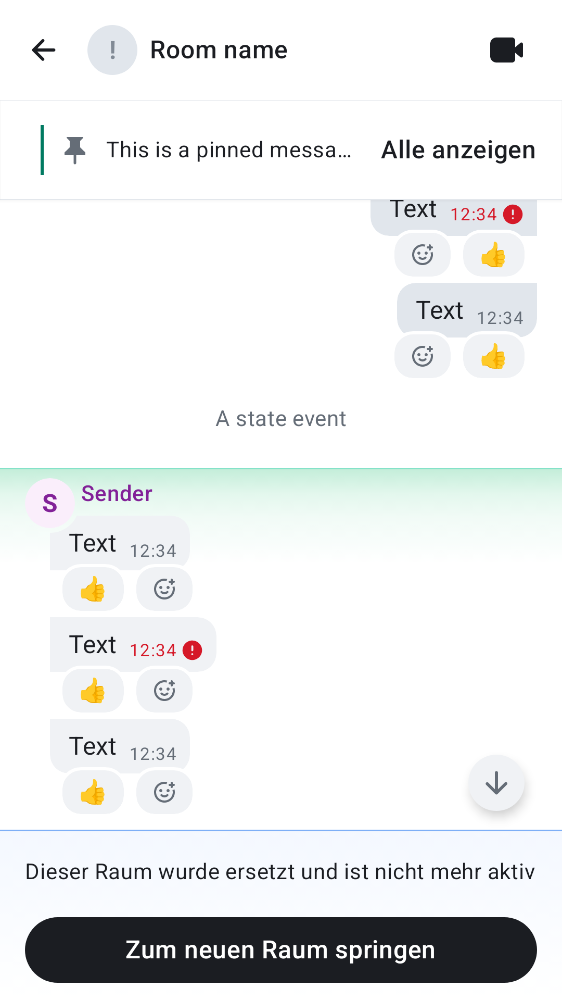 ! Room name
This is a pinned messa... Alle anzeigen
Text 12:34 !
👍
Text 12:34
👍
A state event
S Sender
Text 12:34
👍
Text 12:34 !
👍
Text 12:34
👍
Dieser Raum wurde ersetzt und ist nicht mehr aktiv
Zum neuen Raum springen